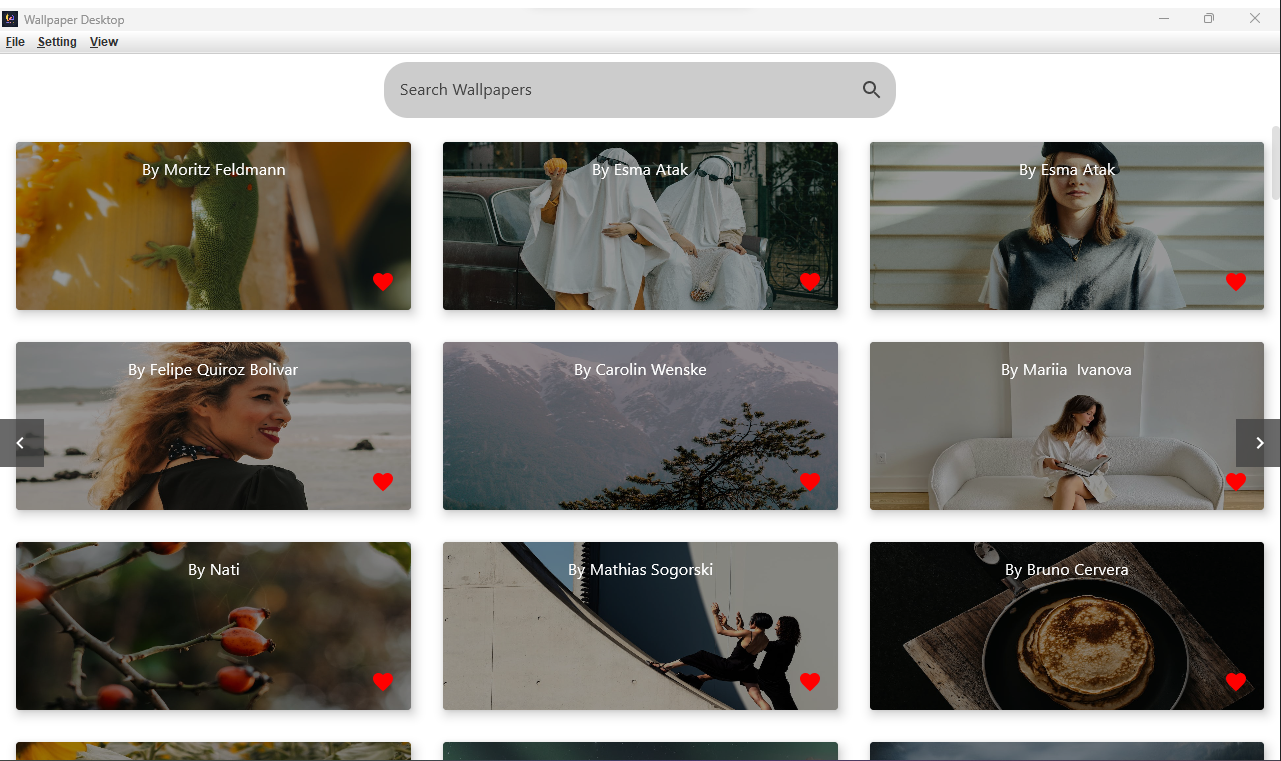 Wallpaper Desktop
File Setting View
Search Wallpapers
By Moritz Feldmann
By Esma Atak
By Esma Atak
By Felipe Quiroz Bolivar
By Carolin Wenske
By Mariia  Ivanova
By Nati
By Mathias Sogorski
By Bruno Cervera